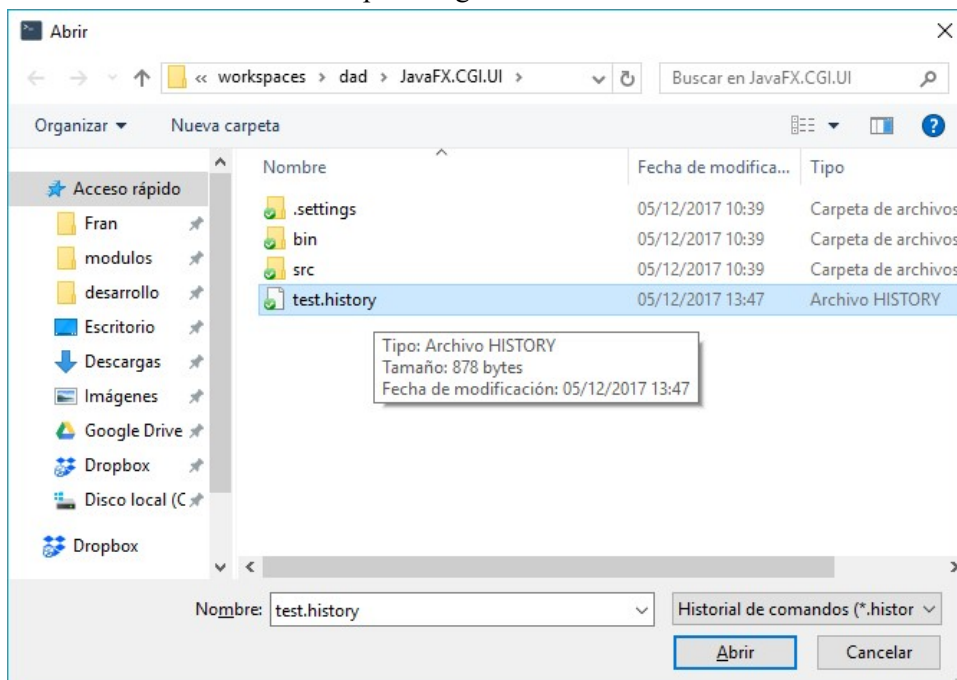 Abrir
« workspaces > dad > JavaFX.CGI.UI >
Buscar en JavaFX.CGI.UI
Organizar
Nueva carpeta
Nombre
Fecha de modifica...
Tipo
Acceso rápido
Fran
modulos
desarrollo
Escritorio
Descargas
Imágenes
Google Drive
Dropbox
Disco local (C
Dropbox
.settings 05/12/2017 10:39 Carpeta de archivos
bin 05/12/2017 10:39 Carpeta de archivos
src 05/12/2017 10:39 Carpeta de archivos
test.history 05/12/2017 13:47 Archivo HISTORY
Tipo: Archivo HISTORY
Tamaño: 878 bytes
Fecha de modificación: 05/12/2017 13:47
Nombre: test.history
Historial de comandos (*.histor
Abrir
Cancelar